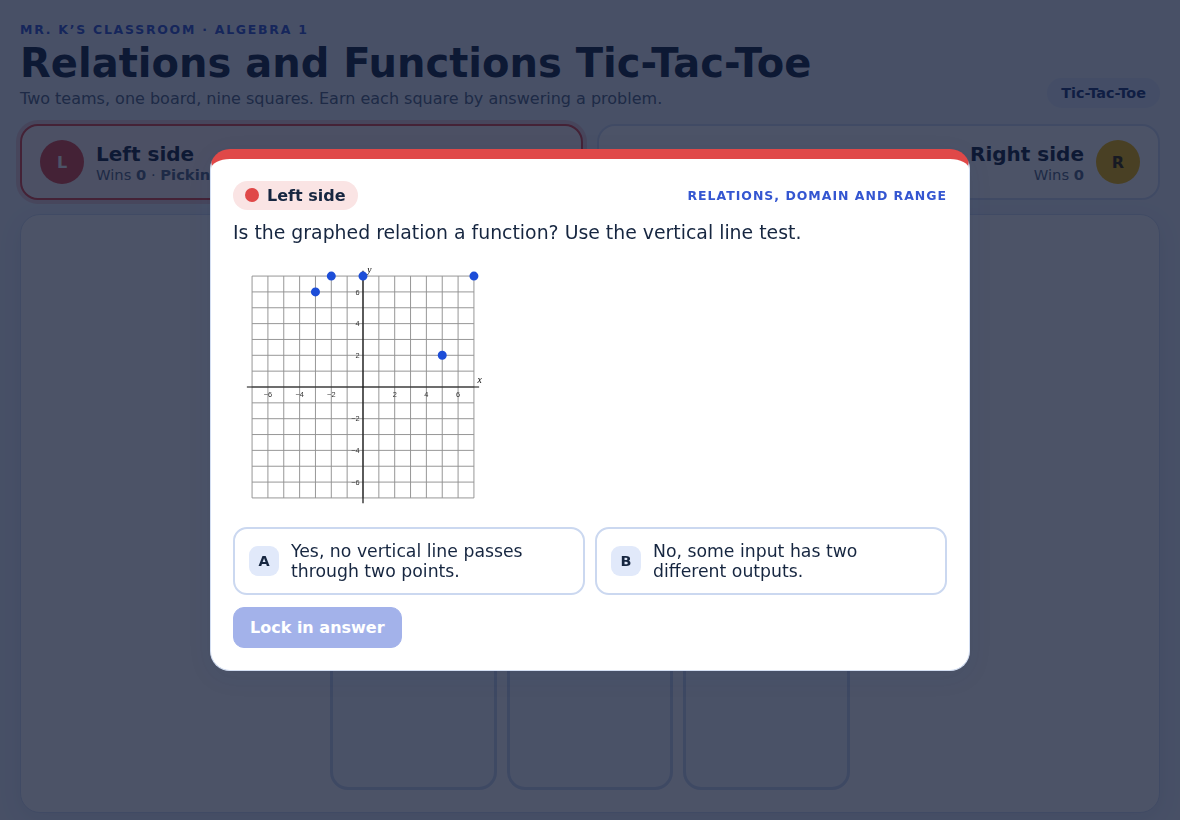 MR. K'S CLASSROOM · ALGEBRA 1
Relations and Functions Tic-Tac-Toe
Two teams, one board, nine squares. Earn each square by answering a problem.
Tic-Tac-Toe
L
Left side
Wins 0 · Pickin
Right side
Wins 0
R
Left side
RELATIONS, DOMAIN AND RANGE
Is the graphed relation a function? Use the vertical line test.
y
6
4
2
x
−6 −4 −2 2 4 6
−2
−4
−6
A
Yes, no vertical line passes
through two points.
B
No, some input has two
different outputs.
Lock in answer